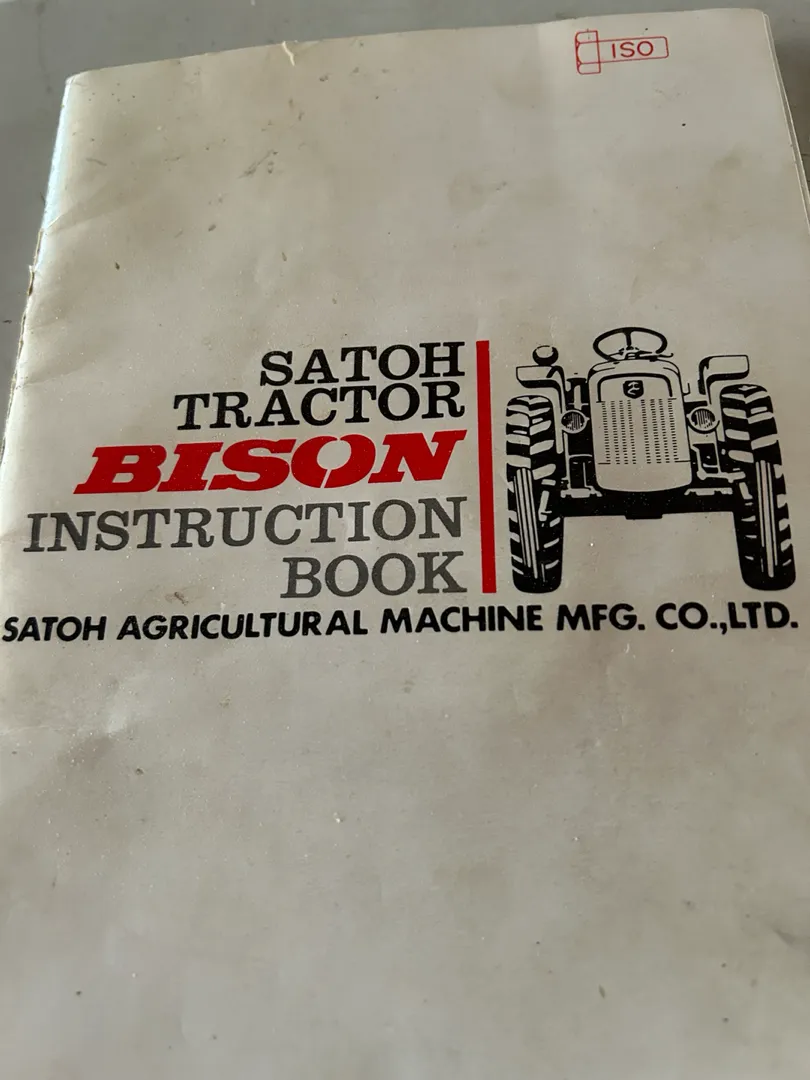 ISO
SATOH
TRACTOR
BISON
INSTRUCTION
BOOK
SATOH AGRICULTURAL MACHINE MFG. CO.,LTD.